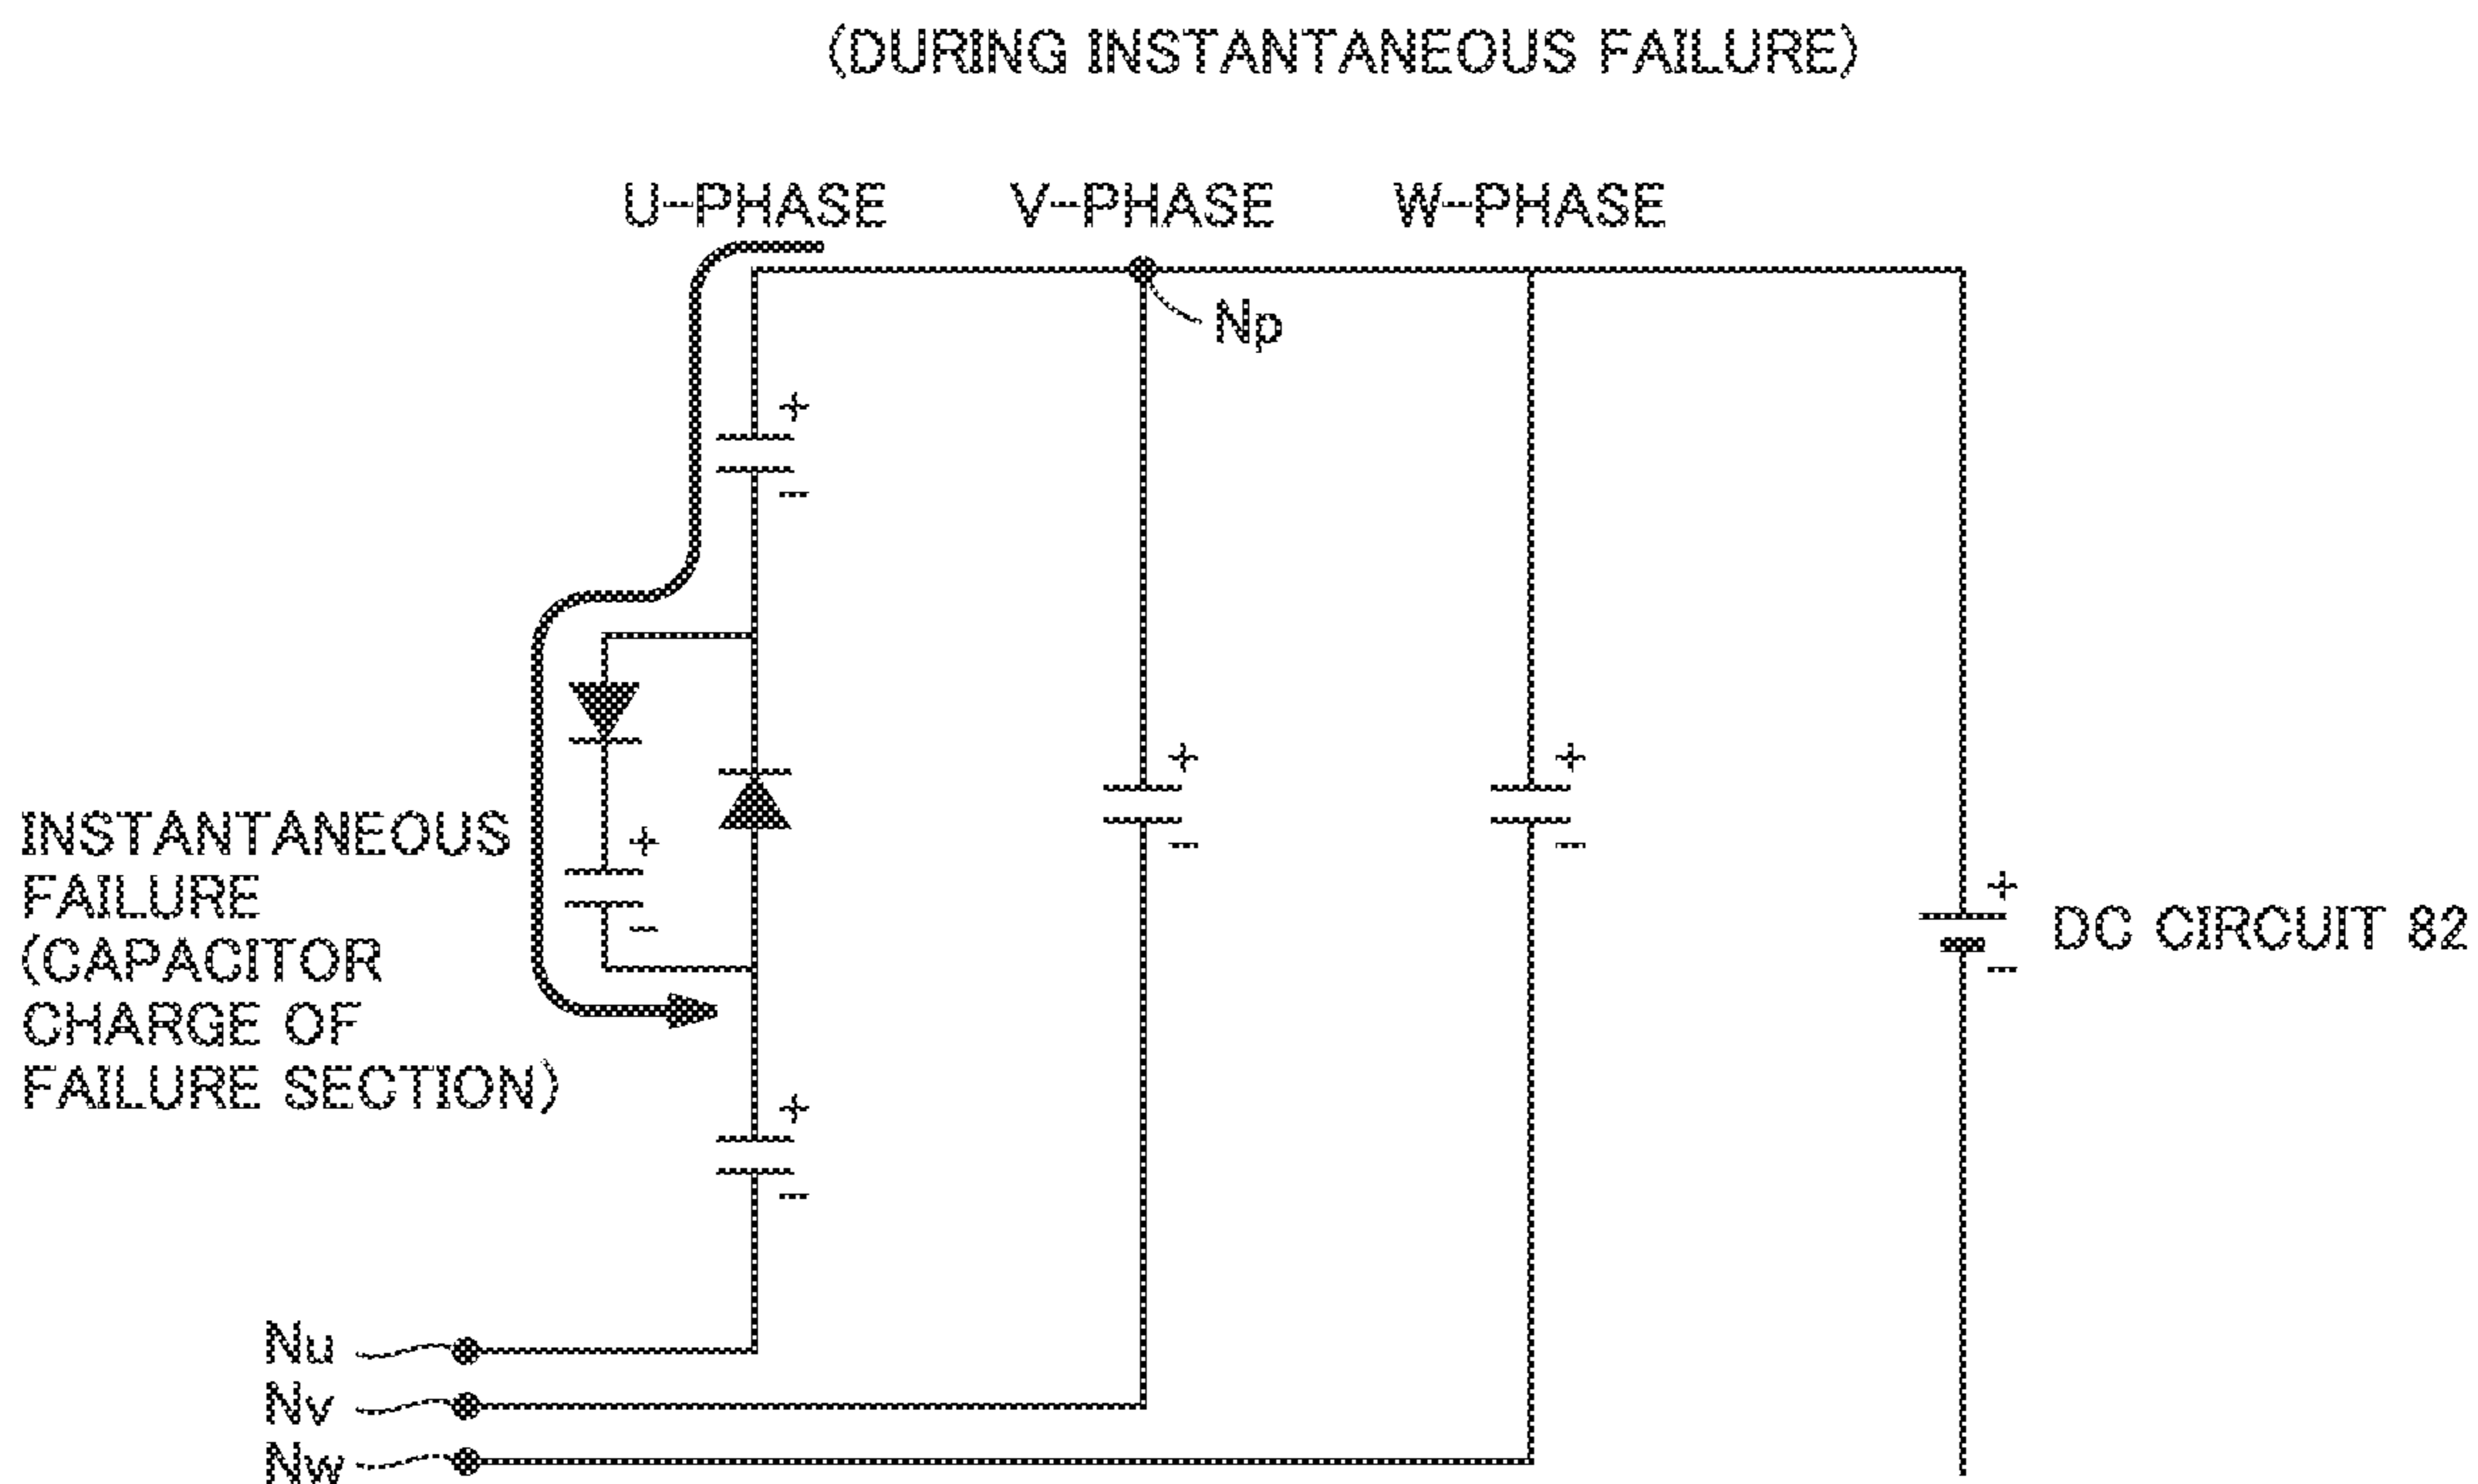 (DURING INSTANTANEOUS FAILURE)
U-PHASE V-PHASE W-PHASE
Np
+
-
+
-
+
-
+
-
INSTANTANEOUS
FAILURE
(CAPACITOR
CHARGE OF
FAILURE SECTION)
+
-
DC CIRCUIT 82
+
-
Nu
Nv
Nw